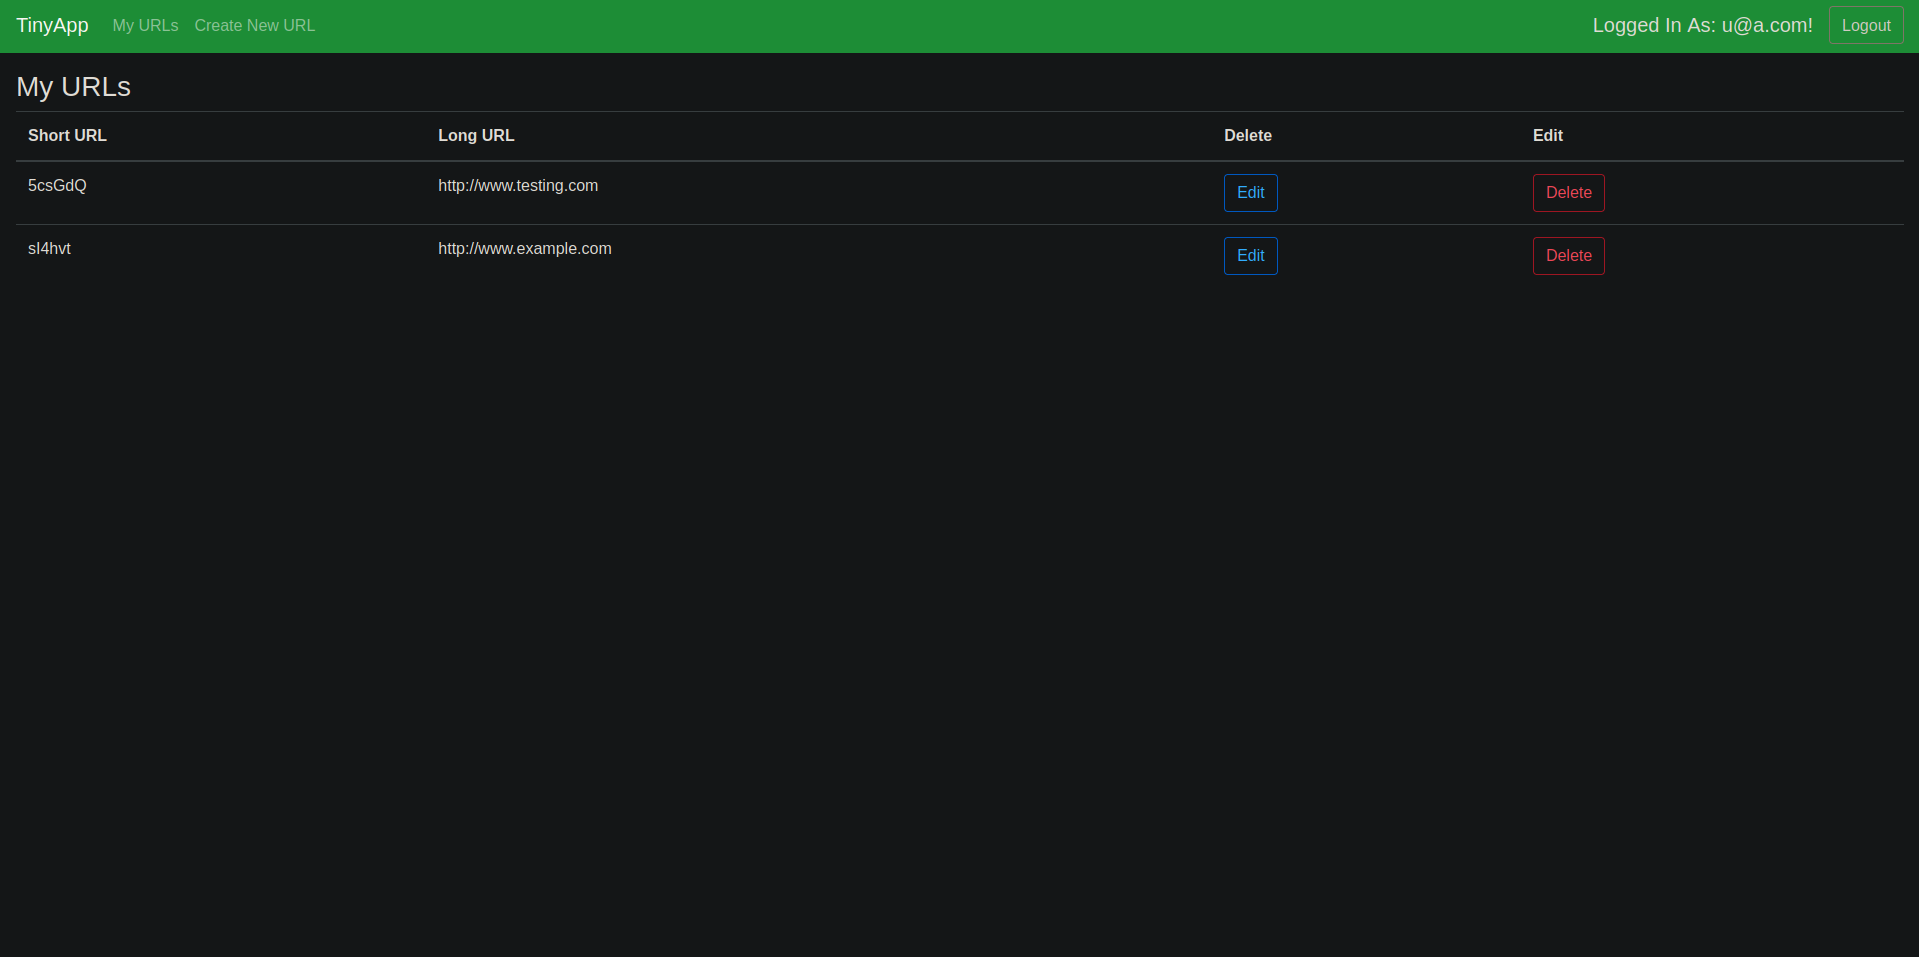 TinyApp My URLs Create New URL Logged In As: u@a.com! Logout
My URLs
Short URL Long URL Delete Edit
5csGdQ http://www.testing.com Edit Delete
sI4hvt http://www.example.com Edit Delete